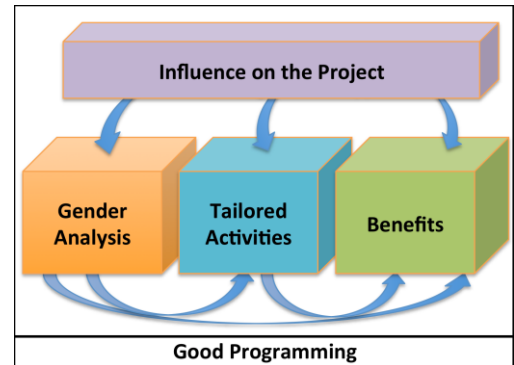 Influence on the Project
Gender
Analysis
Tailored
Activities
Benefits
Good Programming